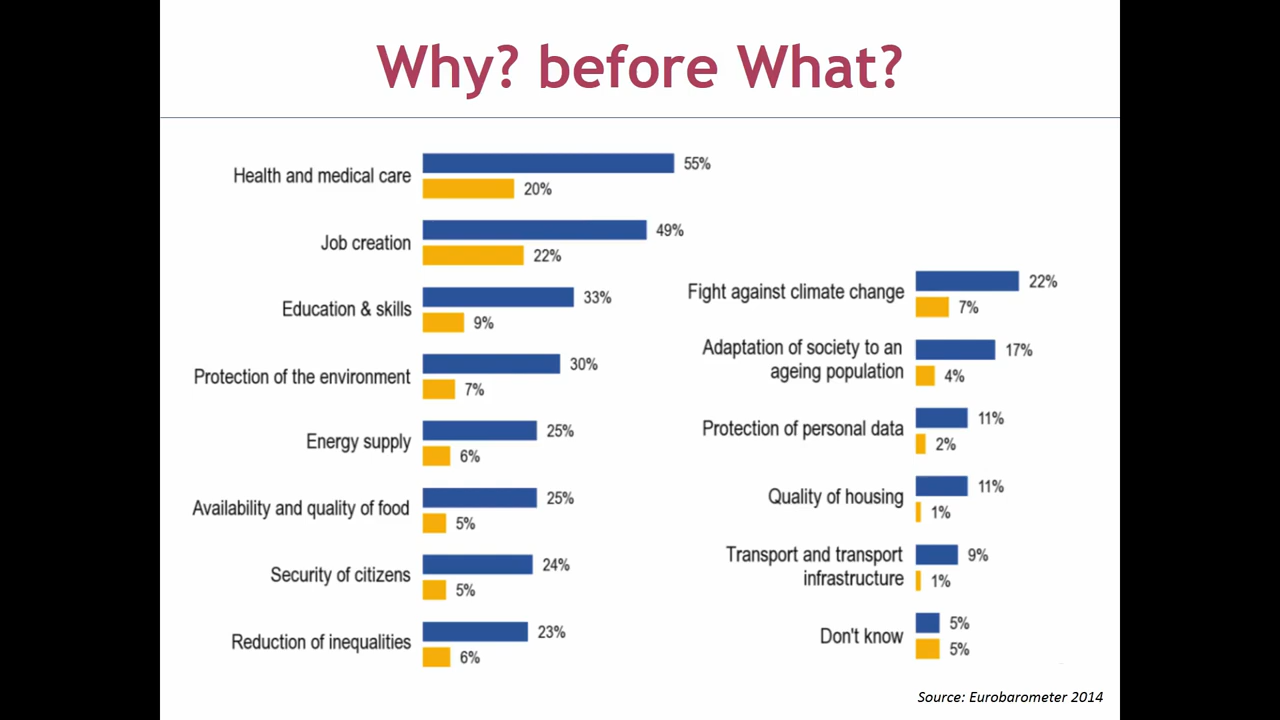 Why? before What?
Health and medical care
55%
20%
Job creation
49%
22%
Education & skills
33%
9%
Protection of the environment
30%
7%
Energy supply
25%
6%
Availability and quality of food
25%
5%
Security of citizens
24%
5%
Reduction of inequalities
23%
6%
Fight against climate change
22%
7%
Adaptation of society to an
ageing population
17%
4%
Protection of personal data
11%
2%
Quality of housing
11%
1%
Transport and transport
infrastructure
9%
1%
Don't know
5%
5%
Source: Eurobarometer 2014